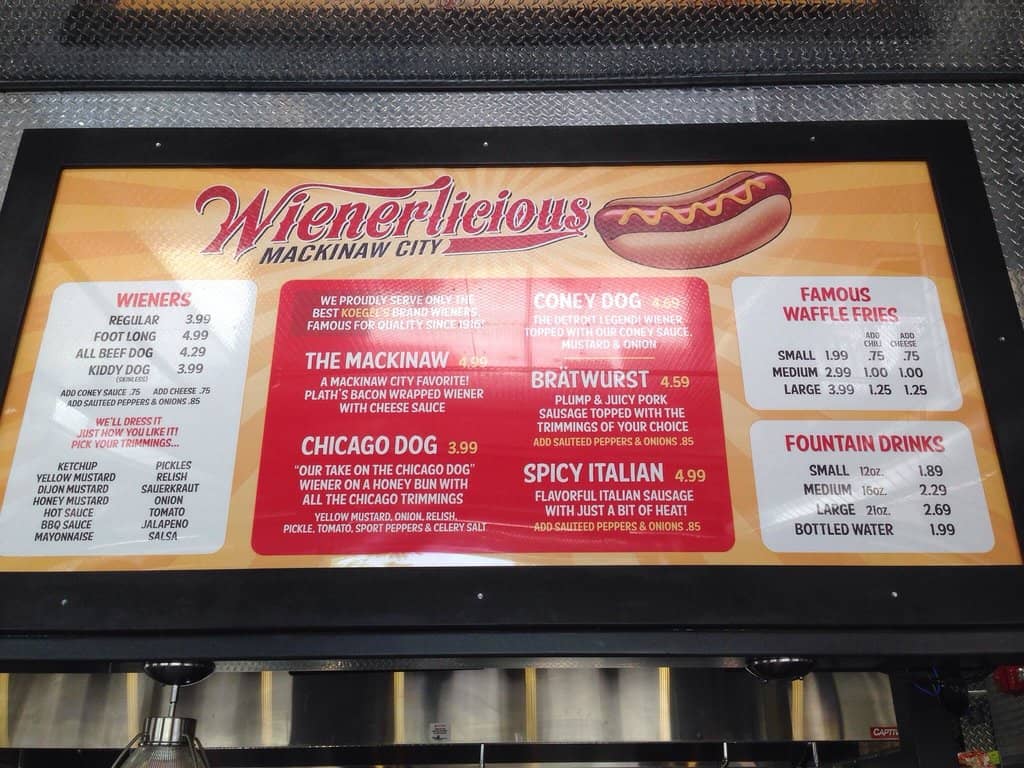 Wienerlicious
MACKINAW CITY
WIENERS
REGULAR 3.99
FOOT LONG 4.99
ALL BEEF DOG 4.29
KIDDY DOG 3.99
(SKINLESS)
ADD CONEY SAUCE .75 ADD CHEESE .75
ADD SAUTEED PEPPERS & ONIONS .85
WE'LL DRESS IT
JUST HOW YOU LIKE IT!
PICK YOUR TRIMMINGS...
KETCHUP
YELLOW MUSTARD
DIJON MUSTARD
HONEY MUSTARD
HOT SAUCE
BBQ SAUCE
MAYONNAISE
PICKLES
RELISH
SAUERKRAUT
ONION
TOMATO
JALAPENO
SALSA
WE PROUDLY SERVE ONLY THE
BEST KOEGEL'S BRAND WIENERS.
FAMOUS FOR QUALITY SINCE 1916!
THE MACKINAW 4.99
A MACKINAW CITY FAVORITE!
PLATH'S BACON WRAPPED WIENER
WITH CHEESE SAUCE
CHICAGO DOG 3.99
"OUR TAKE ON THE CHICAGO DOG"
WIENER ON A HONEY BUN WITH
ALL THE CHICAGO TRIMMINGS
YELLOW MUSTARD, ONION, RELISH,
PICKLE, TOMATO, SPORT PEPPERS & CELERY SALT
CONEY DOG 4.69
THE DETROIT LEGEND! WIENER
TOPPED WITH OUR CONEY SAUCE,
MUSTARD & ONION
BRÄTWURST 4.59
PLUMP & JUICY PORK
SAUSAGE TOPPED WITH THE
TRIMMINGS OF YOUR CHOICE
ADD SAUTEED PEPPERS & ONIONS .85
SPICY ITALIAN 4.99
FLAVORFUL ITALIAN SAUSAGE
WITH JUST A BIT OF HEAT!
ADD SAUTEED PEPPERS & ONIONS .85
FAMOUS
WAFFLE FRIES
ADD ADD
CHILI CHEESE
SMALL 1.99 .75 .75
MEDIUM 2.99 1.00 1.00
LARGE 3.99 1.25 1.25
FOUNTAIN DRINKS
SMALL 12oz. 1.89
MEDIUM 16oz. 2.29
LARGE 21oz. 2.69
BOTTLED WATER 1.99